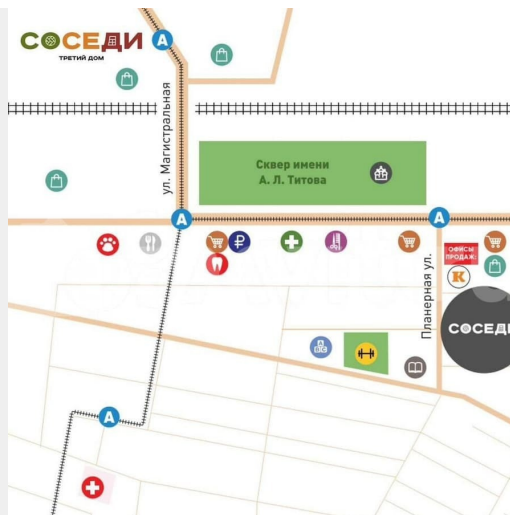 СОСЕДИ
ТРЕТИЙ ДОМ
А
ул. Магистральная
Сквер имени
А. Л. Титова
А
А
₽
ОФИСЫ
ПРОДАЖ:
К
Планерная ул.
СОСЕДИ
А